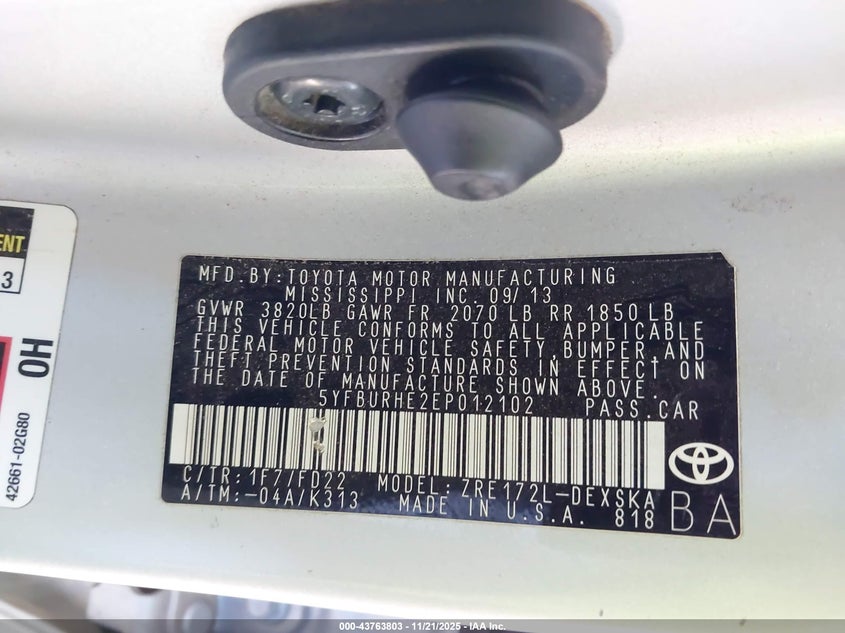 MFD.BY:TOYOTA MOTOR MANUFACTURING
MISSISSIPPI INC. 09/13
GVWR 3820LB GAWR FR 2070 LB RR 1850 LB
THIS VEHICLE CONFORMS TO ALL APPLICABLE
FEDERAL MOTOR VEHICLE SAFETY, BUMPER, AND
THEFT PREVENTION STANDARDS IN EFFECT ON
THE DATE OF MANUFACTURE SHOWN ABOVE.
5YFBURHE2EP012102 PASS.CAR
C/TR: 1F7/FD22 MODEL: ZRE172L-DEXSKA
A/TM:-04A/K313 MADE IN U.S.A. 818
BA
3
OH
42661-02G80
000-43763803 - 11/21/2025 - IAA Inc.